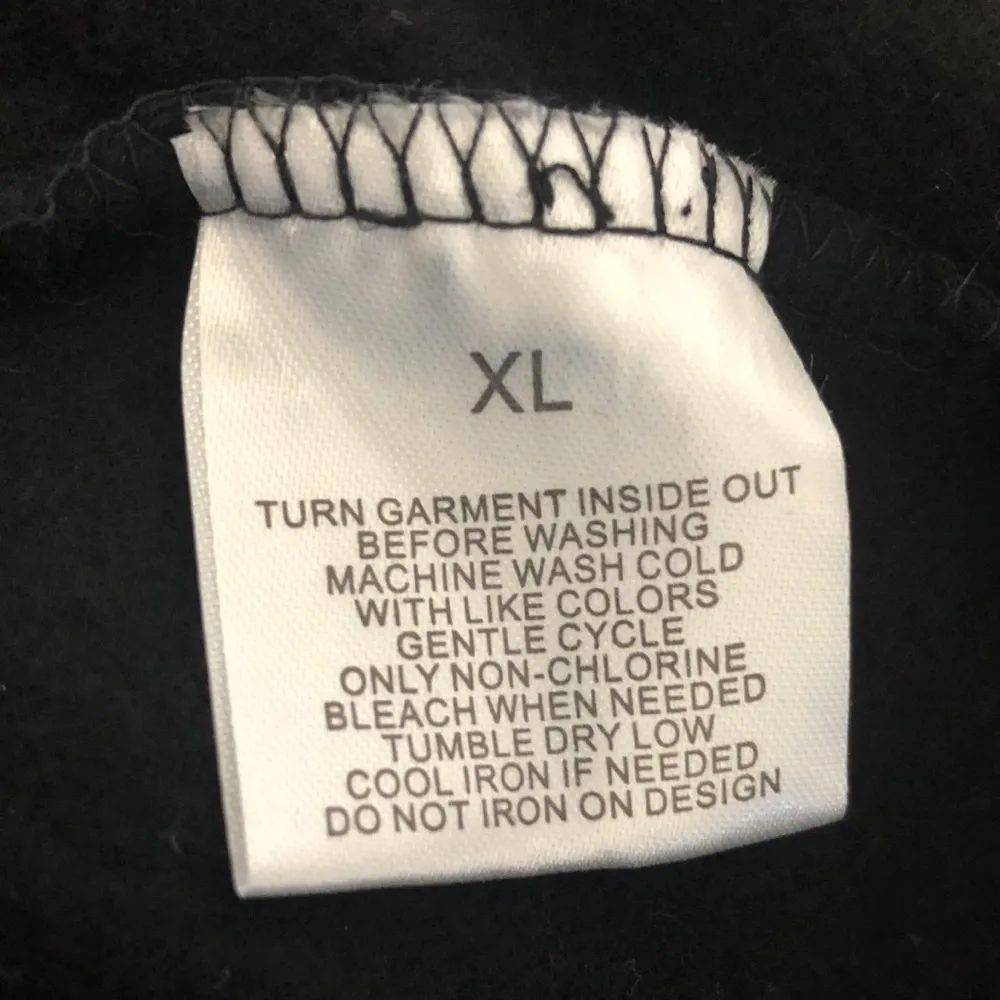 XL
TURN GARMENT INSIDE OUT
BEFORE WASHING
MACHINE WASH COLD
WITH LIKE COLORS
GENTLE CYCLE
ONLY NON-CHLORINE
BLEACH WHEN NEEDED
TUMBLE DRY LOW
COOL IRON IF NEEDED
DO NOT IRON ON DESIGN